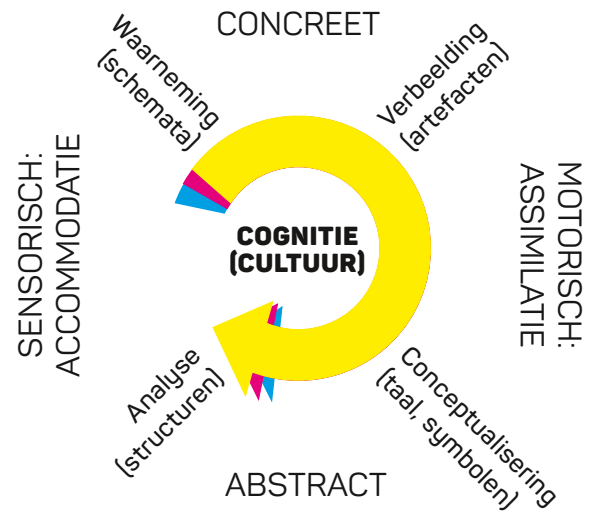 CONCREET
Waarneming
(schemata)
Verbeelding
(artefacten)
SENSORISCH:
ACCOMMODATIE
MOTORISCH:
ASSIMILATIE
COGNITIE
(CULTUUR)
Analyse
(structuren)
Conceptualisering
(taal, symbolen)
ABSTRACT